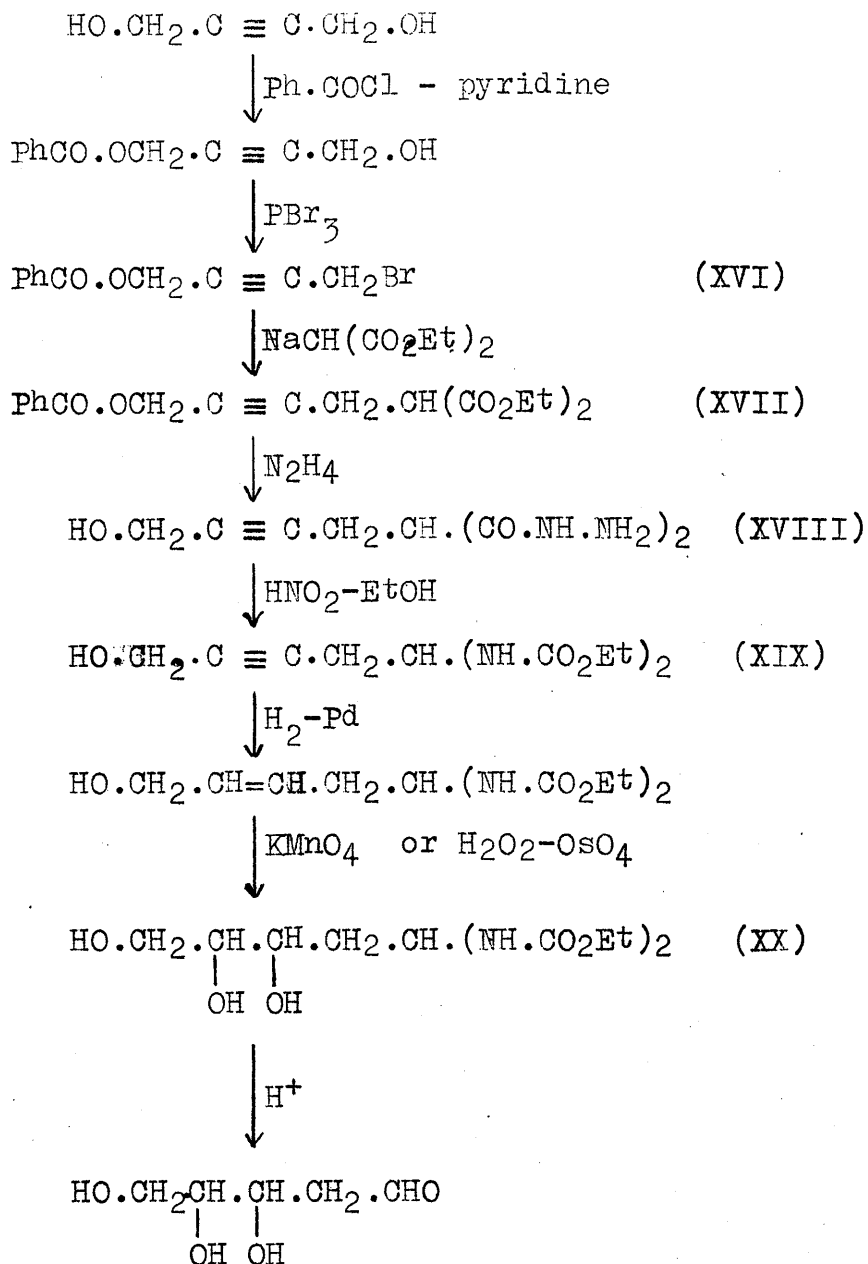 HO.CH2.C ≡ C.CH2.OH
Ph.COCl - pyridine
PhCO.OCH2.C ≡ C.CH2.OH
PBr3
PhCO.OCH2.C ≡ C.CH2Br (XVI)
NaCH(CO2Et)2
PhCO.OCH2.C ≡ C.CH2.CH(CO2Et)2 (XVII)
N2H4
HO.CH2.C ≡ C.CH2.CH.(CO.NH.NH2)2 (XVIII)
HNO2-EtOH
HO.CH2.C ≡ C.CH2.CH.(NH.CO2Et)2 (XIX)
H2-Pd
HO.CH2.CH=CH.CH2.CH.(NH.CO2Et)2
KMnO4 or H2O2-OsO4
HO.CH2.CH.CH.CH2.CH.(NH.CO2Et)2 (XX)
OH OH
H+
HO.CH2CH.CH.CH2.CHO
OH OH